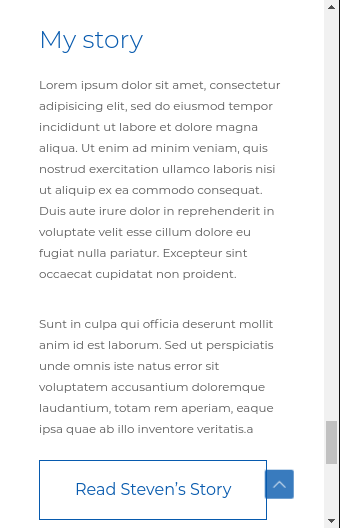 My story
Lorem ipsum dolor sit amet, consectetur
adipisicing elit, sed do eiusmod tempor
incididunt ut labore et dolore magna
aliqua. Ut enim ad minim veniam, quis
nostrud exercitation ullamco laboris nisi
ut aliquip ex ea commodo consequat.
Duis aute irure dolor in reprehenderit in
voluptate velit esse cillum dolore eu
fugiat nulla pariatur. Excepteur sint
occaecat cupidatat non proident.
Sunt in culpa qui officia deserunt mollit
anim id est laborum. Sed ut perspiciatis
unde omnis iste natus error sit
voluptatem accusantium doloremque
laudantium, totam rem aperiam, eaque
ipsa quae ab illo inventore veritatis.a
Read Steven’s Story